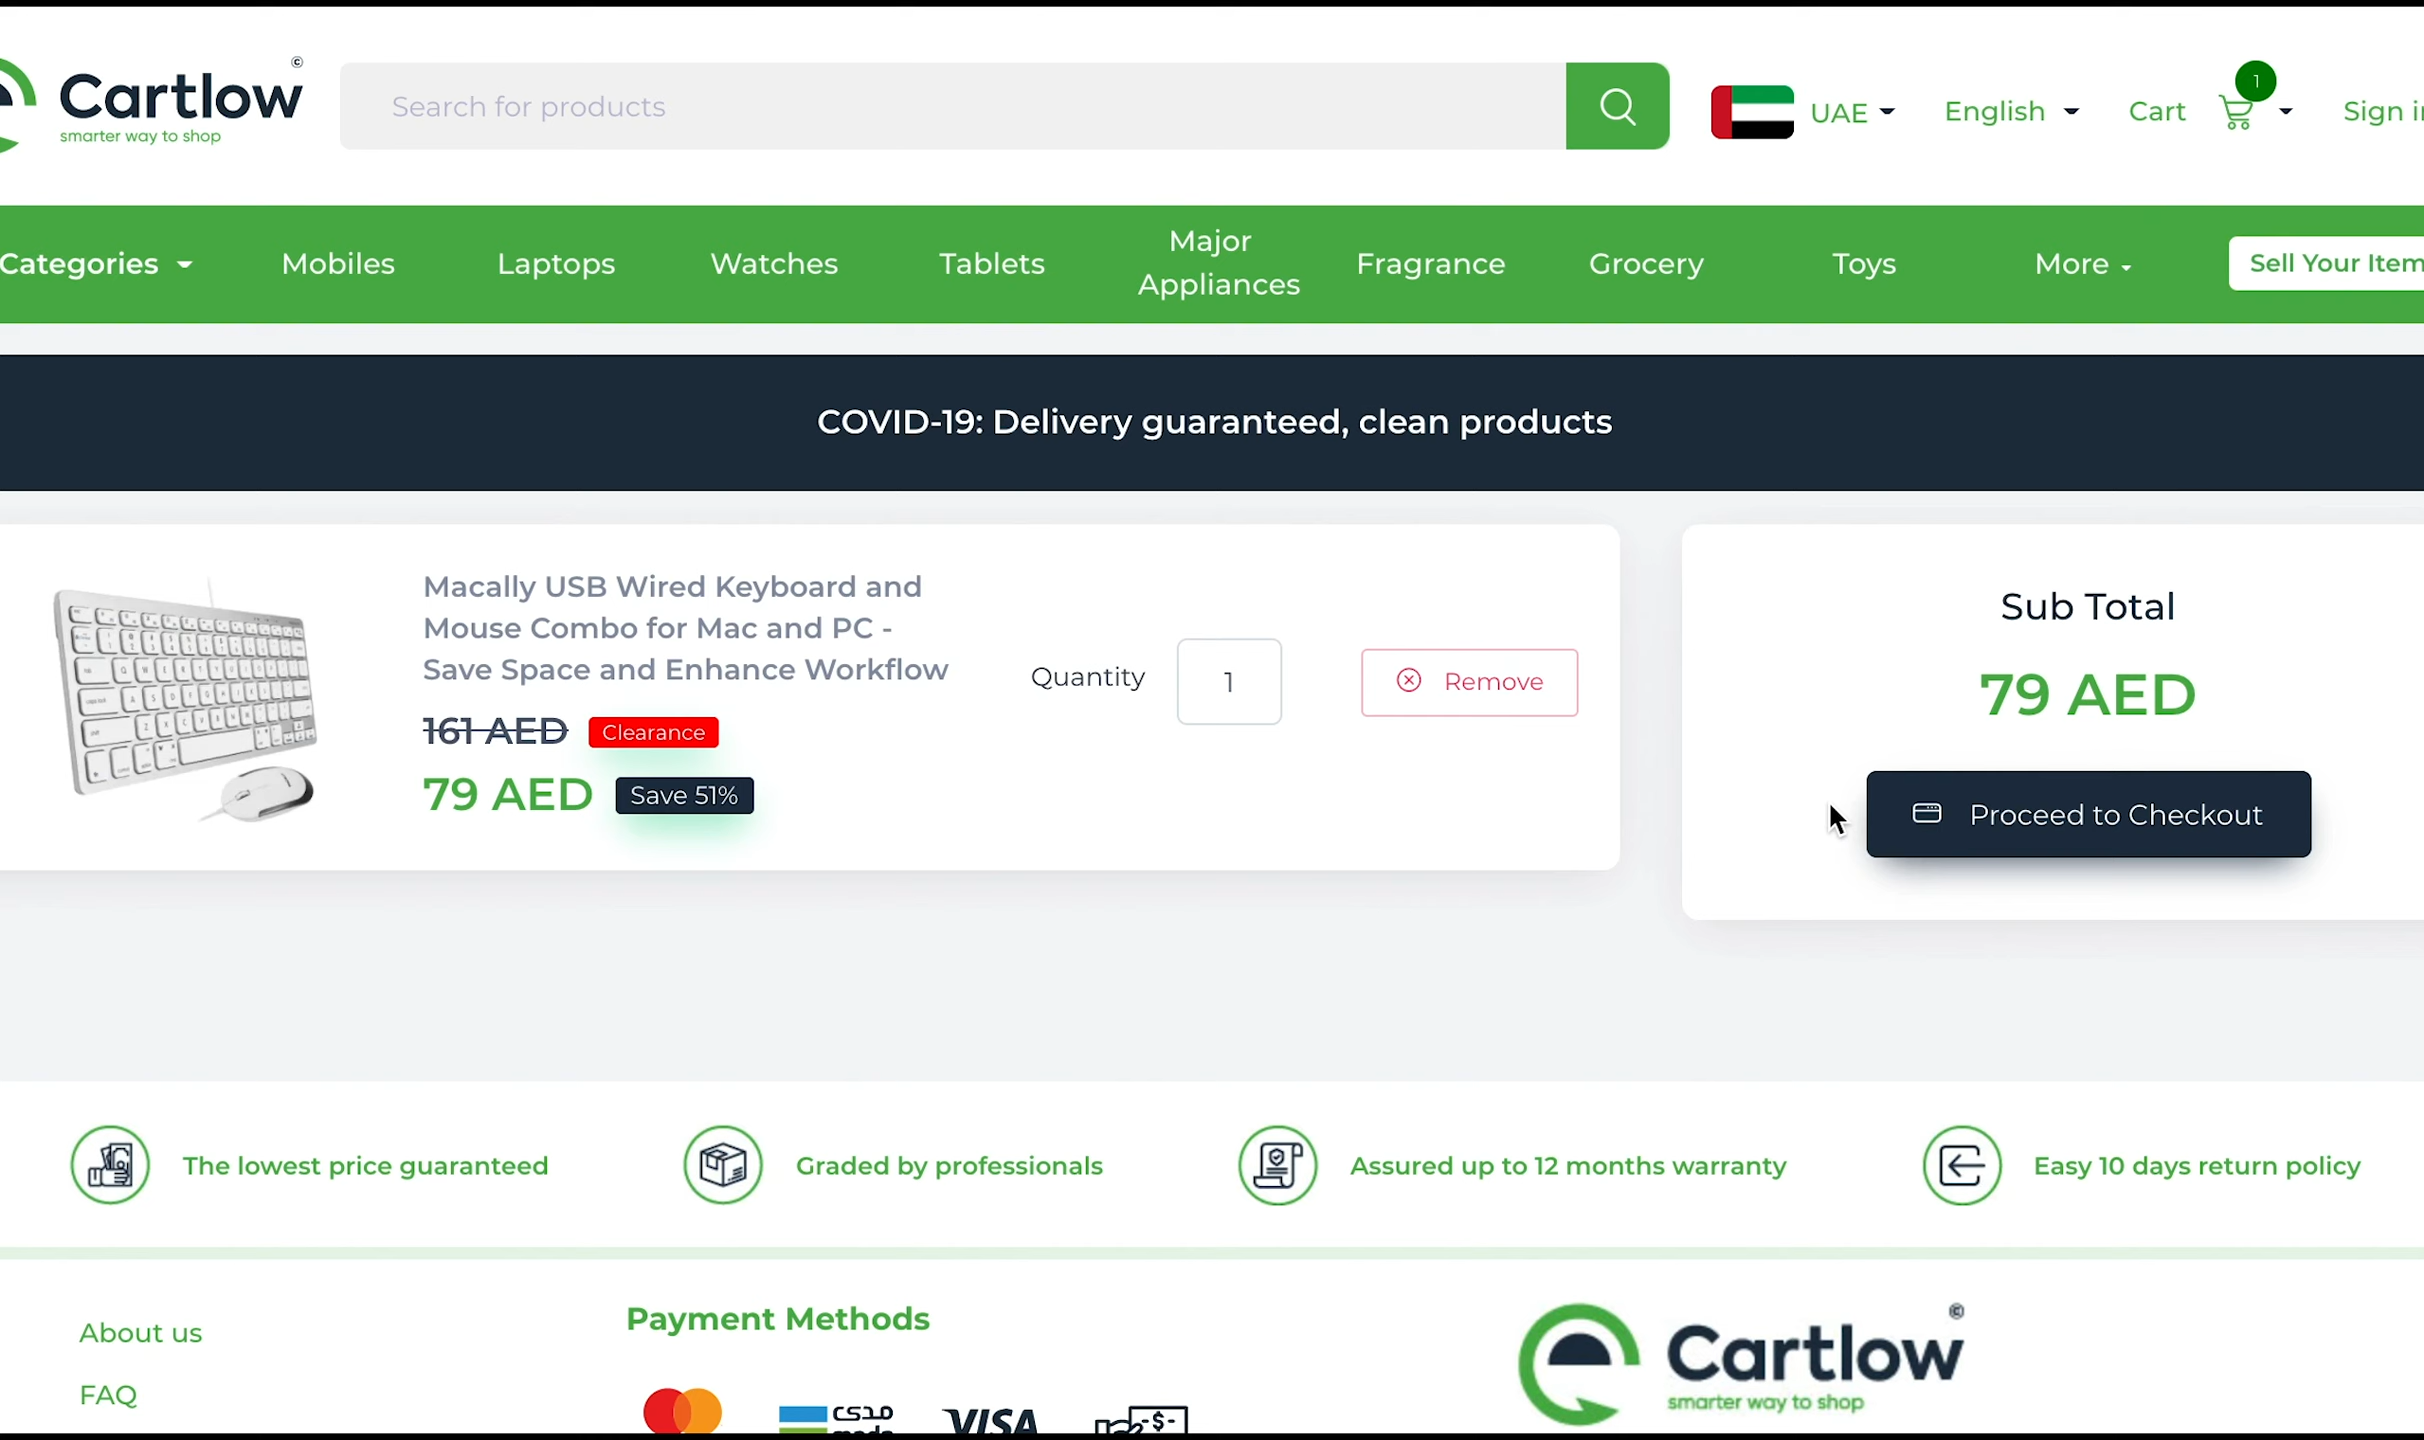 Cartlow ©
smarter way to shop
Search for products
UAE
English
Cart
1
Categories
Mobiles
Laptops
Watches
Tablets
Major
Appliances
Fragrance
Grocery
Toys
More
Sell Your Item
COVID-19: Delivery guaranteed, clean products
Macally USB Wired Keyboard and
Mouse Combo for Mac and PC -
Save Space and Enhance Workflow
161 AED
Clearance
79 AED
Save 51%
Quantity
1
Remove
Sub Total
79 AED
Proceed to Checkout
The lowest price guaranteed
Graded by professionals
Assured up to 12 months warranty
Easy 10 days return policy
About us
FAQ
Payment Methods
مدى
VISA
Cartlow ©
smarter way to shop